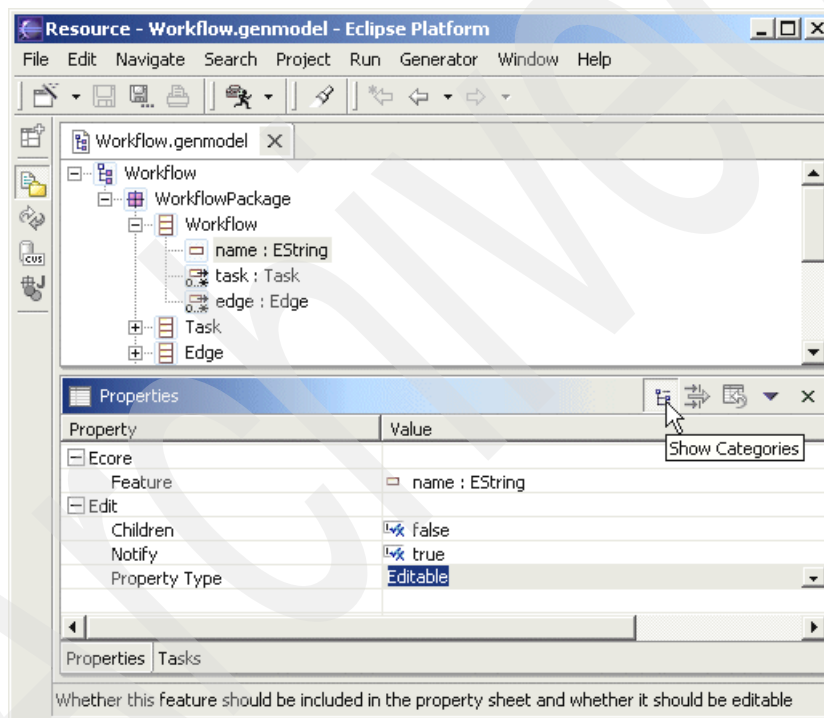 Resource - Workflow.genmodel - Eclipse Platform
File Edit Navigate Search Project Run Generator Window Help
Workflow.genmodel
Workflow
WorkflowPackage
Workflow
name : EString
task : Task
edge : Edge
Task
Edge
Properties
Property Value
Show Categories
Ecore
Feature name : EString
Edit
Children false
Notify true
Property Type Editable
Properties Tasks
Whether this feature should be included in the property sheet and whether it should be editable